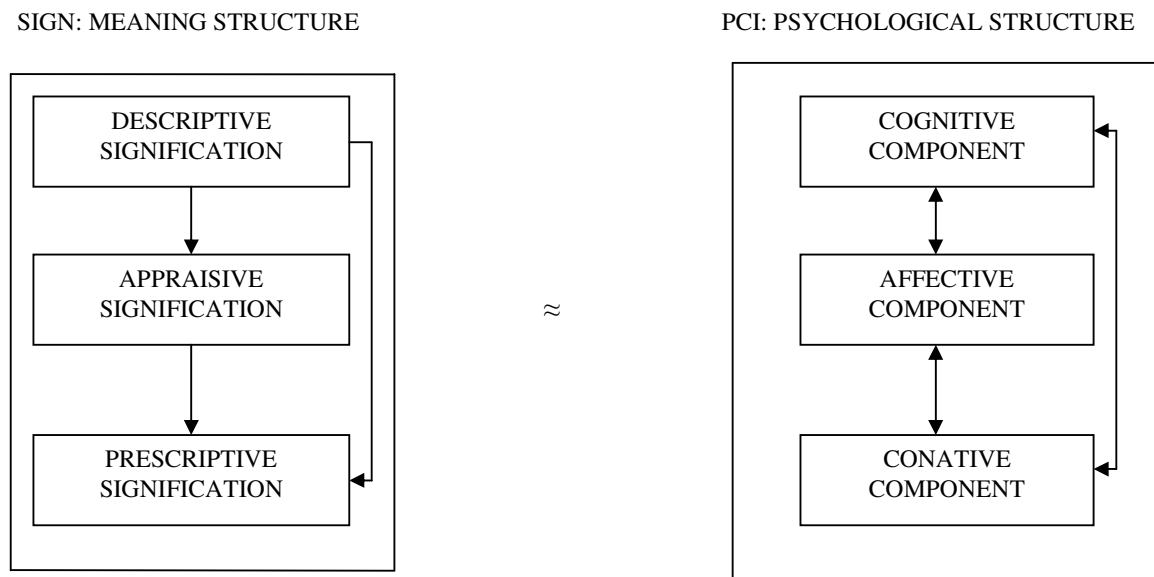 SIGN: MEANING STRUCTURE
DESCRIPTIVE
SIGNIFICATION
APPRAISIVE
SIGNIFICATION
PRESCRIPTIVE
SIGNIFICATION
≈
PCI: PSYCHOLOGICAL STRUCTURE
COGNITIVE
COMPONENT
AFFECTIVE
COMPONENT
CONATIVE
COMPONENT